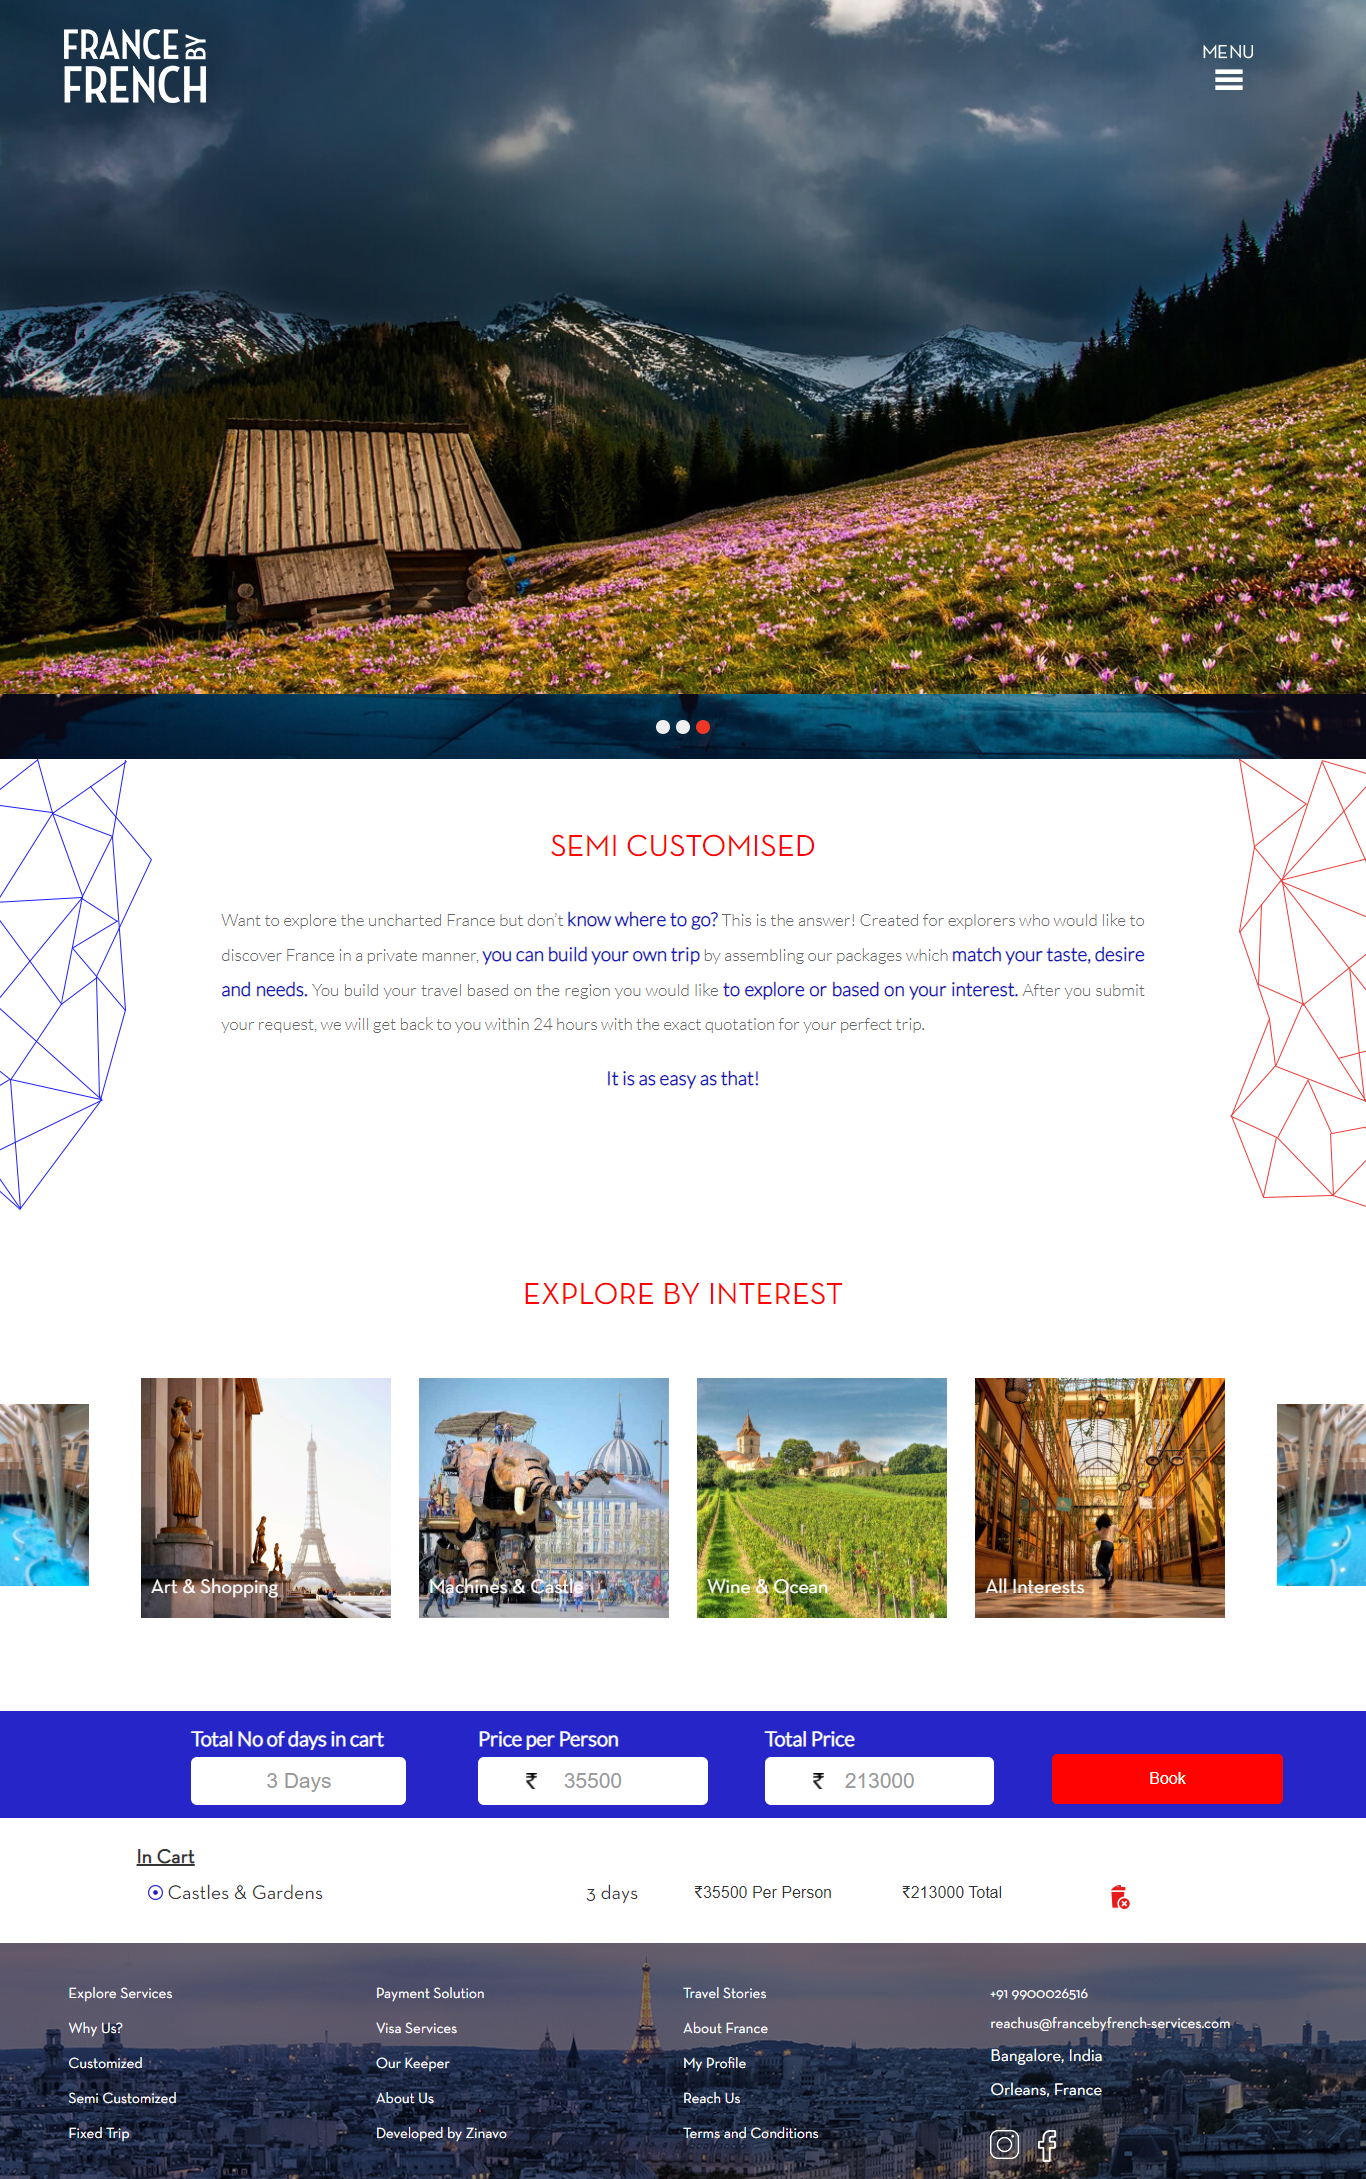 FRANCE BY
FRENCH
MENU
SEMI CUSTOMISED
Want to explore the uncharted France but don't know where to go? This is the answer! Created for explorers who would like to
discover France in a private manner, you can build your own trip by assembling our packages which match your taste, desire
and needs. You build your travel based on the region you would like to explore or based on your interest. After you submit
your request, we will get back to you within 24 hours with the exact quotation for your perfect trip.
It is as easy as that!
EXPLORE BY INTEREST
Art & Shopping
Machines & Castle
Wine & Ocean
All Interests
Total No of days in cart
Price per Person
Total Price
3 Days
₹ 35500
₹ 213000
Book
In Cart
Castles & Gardens 3 days ₹35500 Per Person ₹213000 Total
Explore Services
Why Us?
Customized
Semi Customized
Fixed Trip
Payment Solution
Visa Services
Our Keeper
About Us
Developed by Zinavo
Travel Stories
About France
My Profile
Reach Us
Terms and Conditions
+91 9900026516
reachus@francebyfrench-services.com
Bangalore, India
Orleans, France